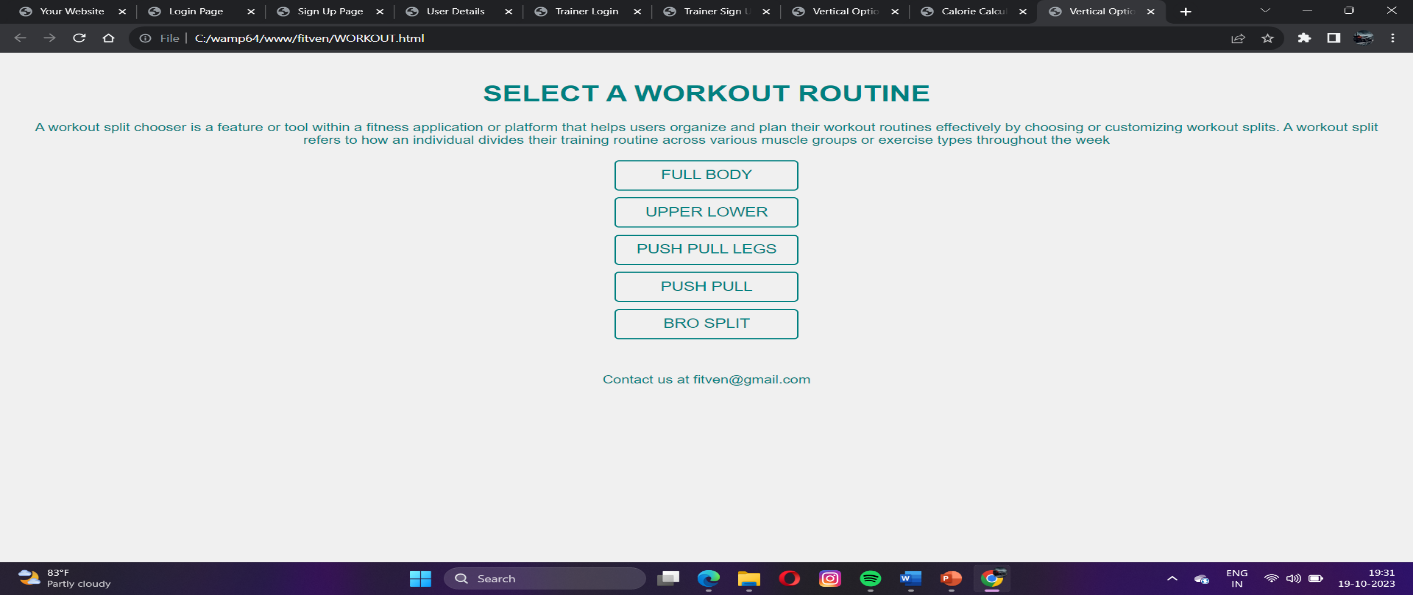 Your Website
Login Page
Sign Up Page
User Details
Trainer Login
Trainer Sign U
Vertical Optio
Calorie Calcul
Vertical Optio
File | C:/wamp64/www/fitven/WORKOUT.html
SELECT A WORKOUT ROUTINE
A workout split chooser is a feature or tool within a fitness application or platform that helps users organize and plan their workout routines effectively by choosing or customizing workout splits. A workout split
refers to how an individual divides their training routine across various muscle groups or exercise types throughout the week
FULL BODY
UPPER LOWER
PUSH PULL LEGS
PUSH PULL
BRO SPLIT
Contact us at fitven@gmail.com
83°F
Partly cloudy
Search
ENG
IN
19:31
19-10-2023